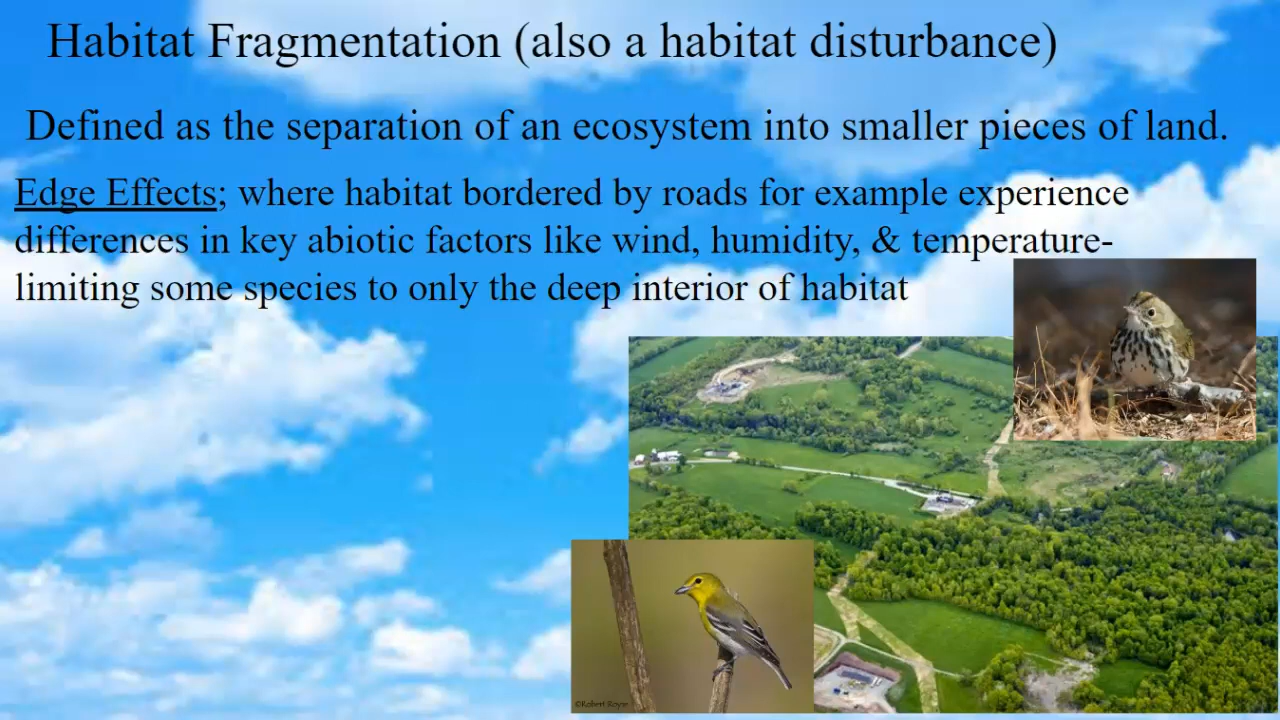 Habitat Fragmentation (also a habitat disturbance)
Defined as the separation of an ecosystem into smaller pieces of land.
Edge Effects; where habitat bordered by roads for example experience
differences in key abiotic factors like wind, humidity, & temperature-
limiting some species to only the deep interior of habitat
©Robert Royse